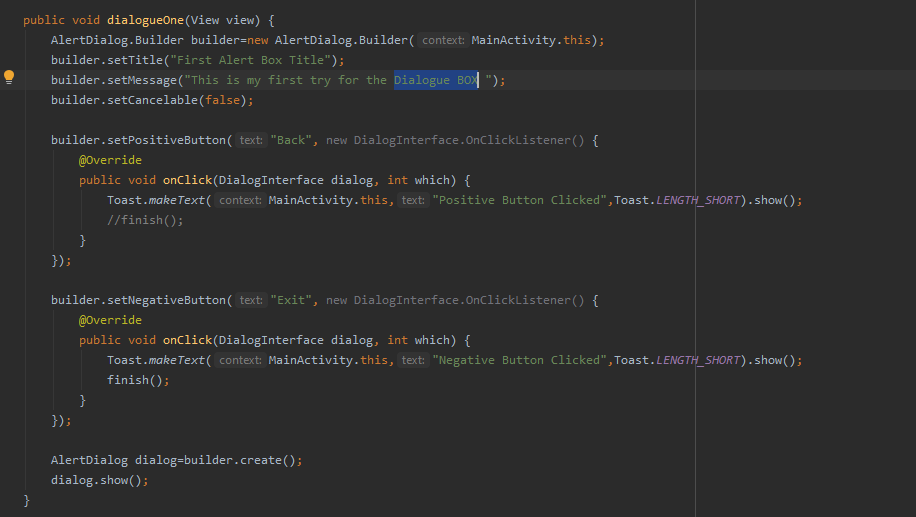 public void dialogueOne(View view) {
AlertDialog.Builder builder=new AlertDialog.Builder( context: MainActivity.this);
builder.setTitle("First Alert Box Title");
builder.setMessage("This is my first try for the Dialogue BOX ");
builder.setCancelable(false);
builder.setPositiveButton( text: "Back", new DialogInterface.OnClickListener() {
@Override
public void onClick(DialogInterface dialog, int which) {
Toast.makeText( context: MainActivity.this, text: "Positive Button Clicked",Toast.LENGTH_SHORT).show();
//finish();
}
});
builder.setNegativeButton( text: "Exit", new DialogInterface.OnClickListener() {
@Override
public void onClick(DialogInterface dialog, int which) {
Toast.makeText( context: MainActivity.this, text: "Negative Button Clicked",Toast.LENGTH_SHORT).show();
finish();
}
});
AlertDialog dialog=builder.create();
dialog.show();
}